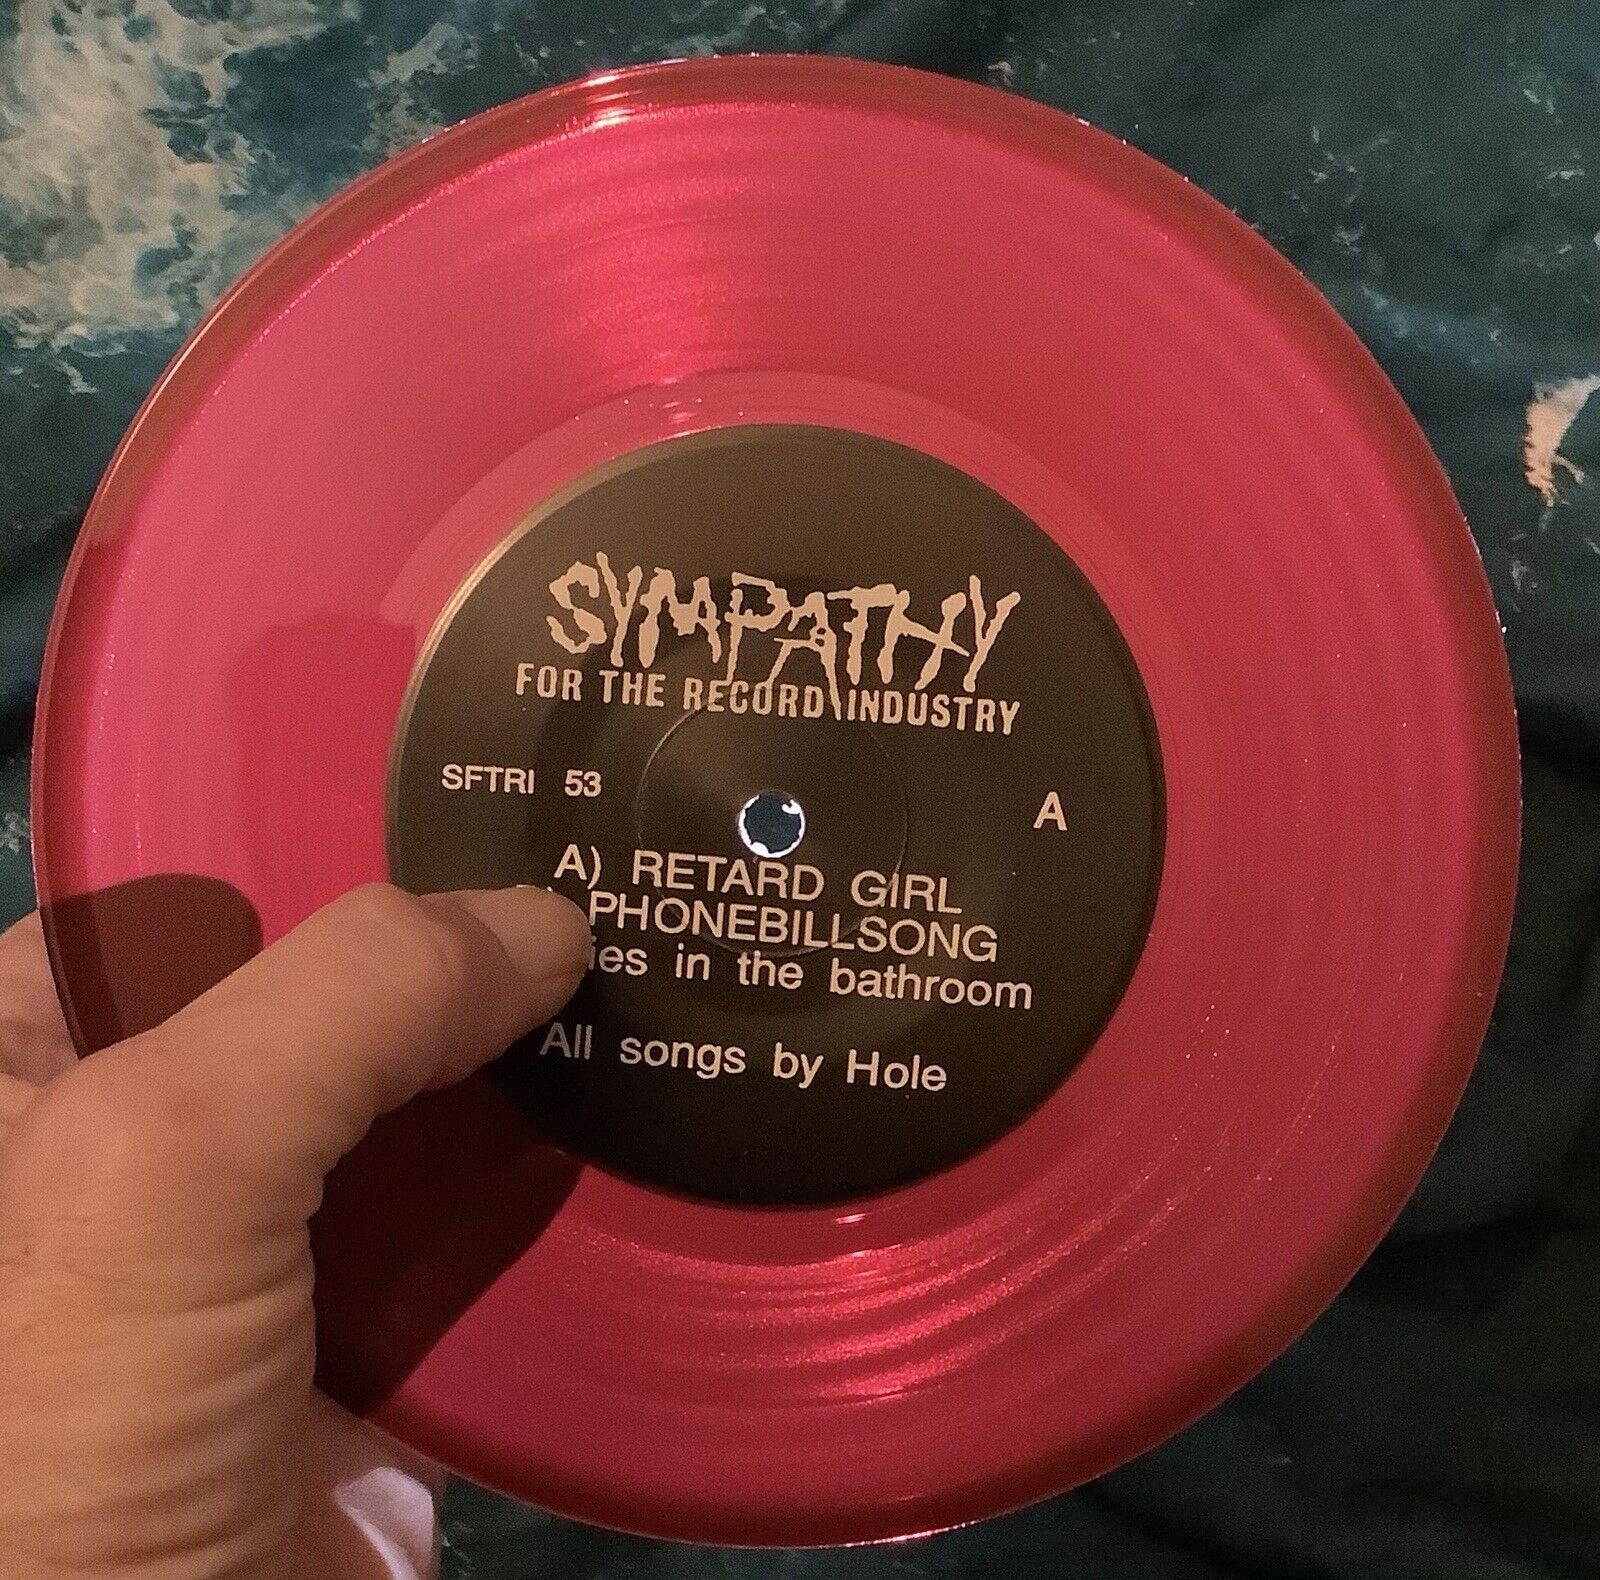 SYMPATHY
FOR THE RECORD INDUSTRY
SFTRI 53
A
A) RETARD GIRL
PHONEBILLSONG
in the bathroom
All songs by Hole